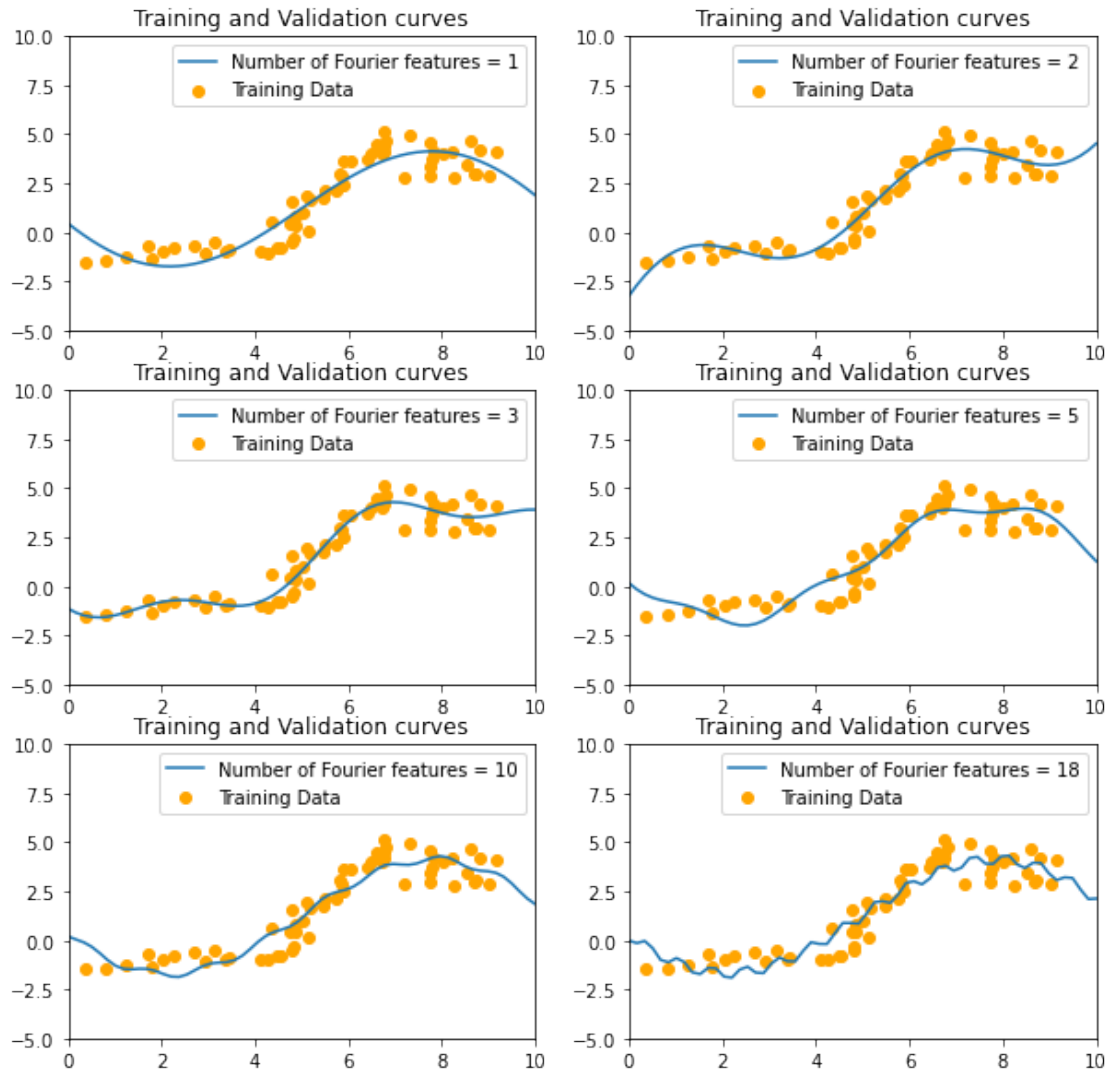 Training and Validation curves
Training and Validation curves
10.0
7.5
5.0
2.5
0.0
−2.5
−5.0
Number of Fourier features = 1
Training Data
0 2 4 6 8 10
10.0
7.5
5.0
2.5
0.0
−2.5
−5.0
Number of Fourier features = 2
Training Data
0 2 4 6 8 10
Training and Validation curves
Training and Validation curves
10.0
7.5
5.0
2.5
0.0
−2.5
−5.0
Number of Fourier features = 3
Training Data
0 2 4 6 8 10
10.0
7.5
5.0
2.5
0.0
−2.5
−5.0
Number of Fourier features = 5
Training Data
0 2 4 6 8 10
Training and Validation curves
Training and Validation curves
10.0
7.5
5.0
2.5
0.0
−2.5
−5.0
Number of Fourier features = 10
Training Data
0 2 4 6 8 10
10.0
7.5
5.0
2.5
0.0
−2.5
−5.0
Number of Fourier features = 18
Training Data
0 2 4 6 8 10